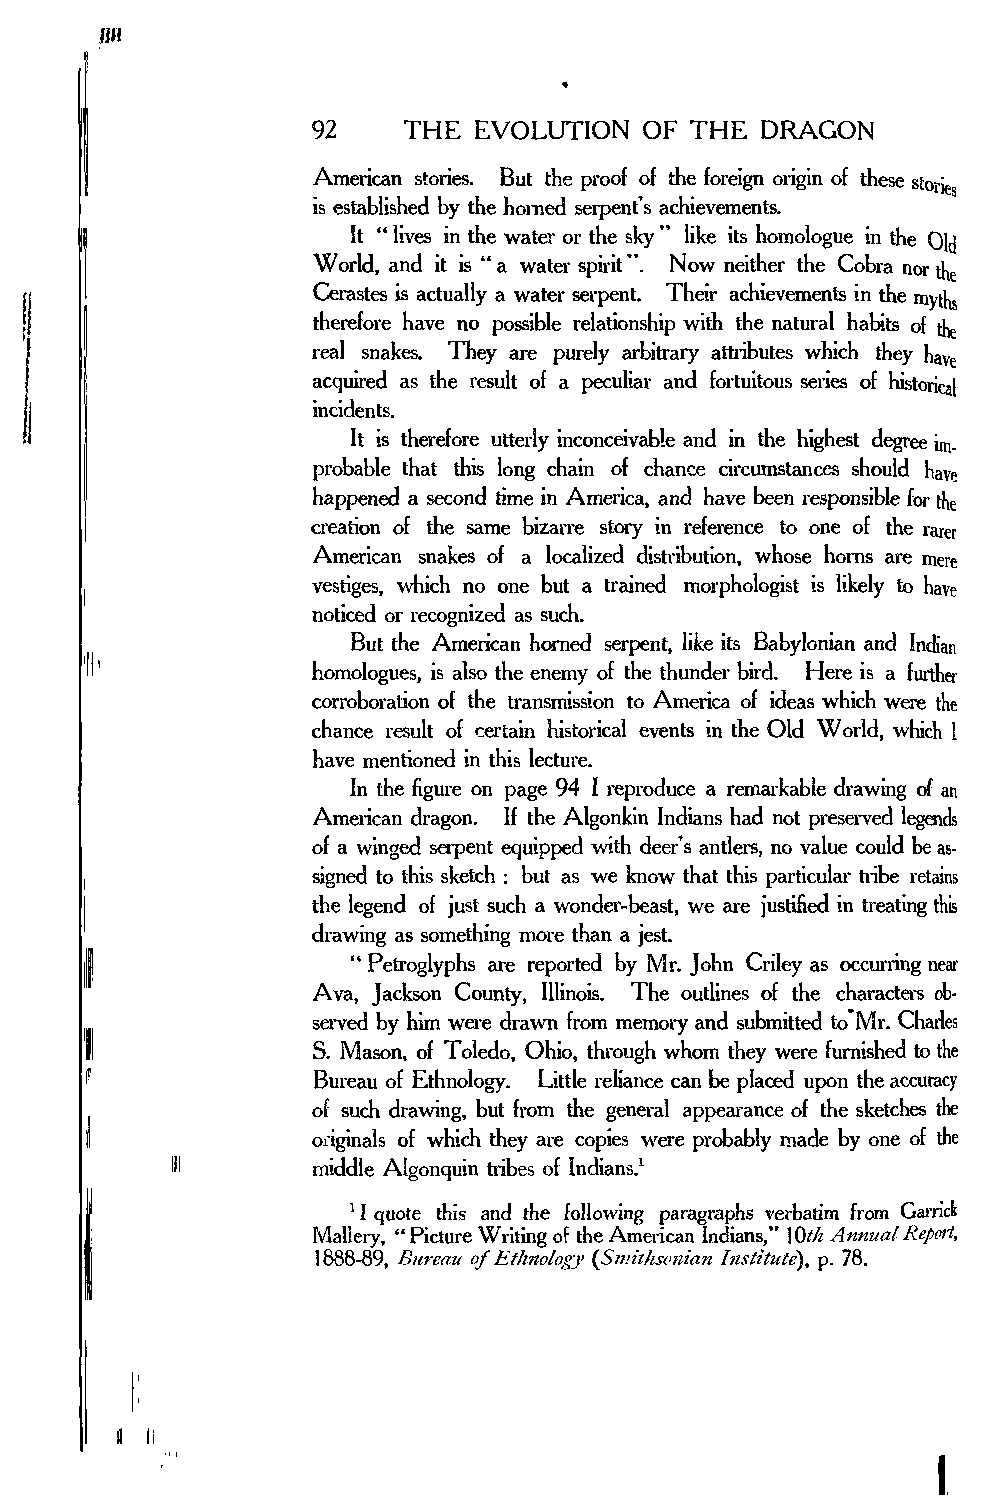 92 THE EVOLUTION OF THE DRAGON
American stories. But the proof of the foreign origin of these stories
is established by the horned serpent's achievements.
It “lives in the water or the sky” like its homologue in the Old
World, and it is “a water spirit”. Now neither the Cobra nor the
Cerastes is actually a water serpent. Their achievements in the myths
therefore have no possible relationship with the natural habits of the
real snakes. They are purely arbitrary attributes which they have
acquired as the result of a peculiar and fortuitous series of historical
incidents.
It is therefore utterly inconceivable and in the highest degree im-
probable that this long chain of chance circumstances should have
happened a second time in America, and have been responsible for the
creation of the same bizarre story in reference to one of the rarer
American snakes of a localized distribution, whose horns are mere
vestiges, which no one but a trained morphologist is likely to have
noticed or recognized as such.
But the American horned serpent, like its Babylonian and Indian
homologues, is also the enemy of the thunder bird. Here is a further
corroboration of the transmission to America of ideas which were the
chance result of certain historical events in the Old World, which I
have mentioned in this lecture.
In the figure on page 94 I reproduce a remarkable drawing of an
American dragon. If the Algonkin Indians had not preserved legends
of a winged serpent equipped with deer's antlers, no value could be as-
signed to this sketch : but as we know that this particular tribe retains
the legend of just such a wonder-beast, we are justified in treating this
drawing as something more than a jest.
“Petroglyphs are reported by Mr. John Criley as occurring near
Ava, Jackson County, Illinois. The outlines of the characters ob-
served by him were drawn from memory and submitted to Mr. Charles
S. Mason, of Toledo, Ohio, through whom they were furnished to the
Bureau of Ethnology. Little reliance can be placed upon the accuracy
of such drawing, but from the general appearance of the sketches the
originals of which they are copies were probably made by one of the
middle Algonquin tribes of Indians.¹
¹ I quote this and the following paragraphs verbatim from Garrick
Mallery, “Picture Writing of the American Indians,” 10th Annual Report,
1888-89, Bureau of Ethnology (Smithsonian Institute), p. 78.